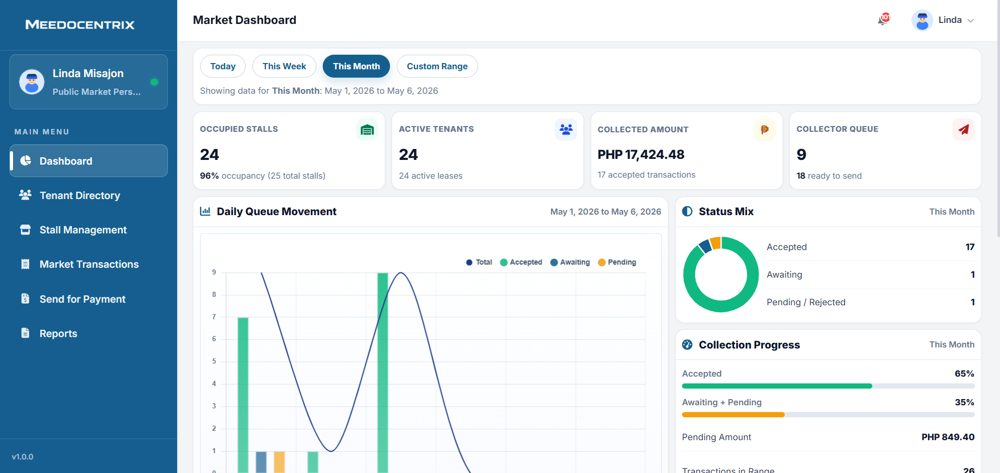 MEEDOCENTRIX
Linda Misajon
Public Market Pers...
MAIN MENU
Dashboard
Tenant Directory
Stall Management
Market Transactions
Send for Payment
Reports
v1.0.0
Market Dashboard
101
Linda
Today This Week This Month Custom Range
Showing data for This Month: May 1, 2026 to May 6, 2026
OCCUPIED STALLS
24
96% occupancy (25 total stalls)
ACTIVE TENANTS
24
24 active leases
COLLECTED AMOUNT
PHP 17,424.48
17 accepted transactions
COLLECTOR QUEUE
9
18 ready to send
Daily Queue Movement May 1, 2026 to May 6, 2026
Total Accepted Awaiting Pending
9
8
7
6
5
4
3
2
1
0
Status Mix This Month
Accepted 17
Awaiting 1
Pending / Rejected 1
Collection Progress This Month
Accepted 65%
Awaiting + Pending 35%
Pending Amount PHP 849.40
Transactions in Range 26